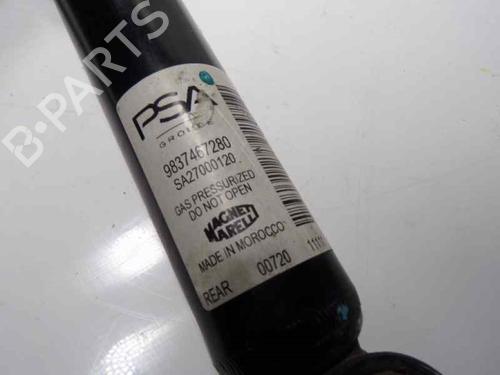 B-PARTS
PSA
GROUPE
9837467280
SA27000120
GAS PRESSURIZED
DO NOT OPEN
MAGNETI
MARELLI
MADE IN MOROCCO
REAR 00720